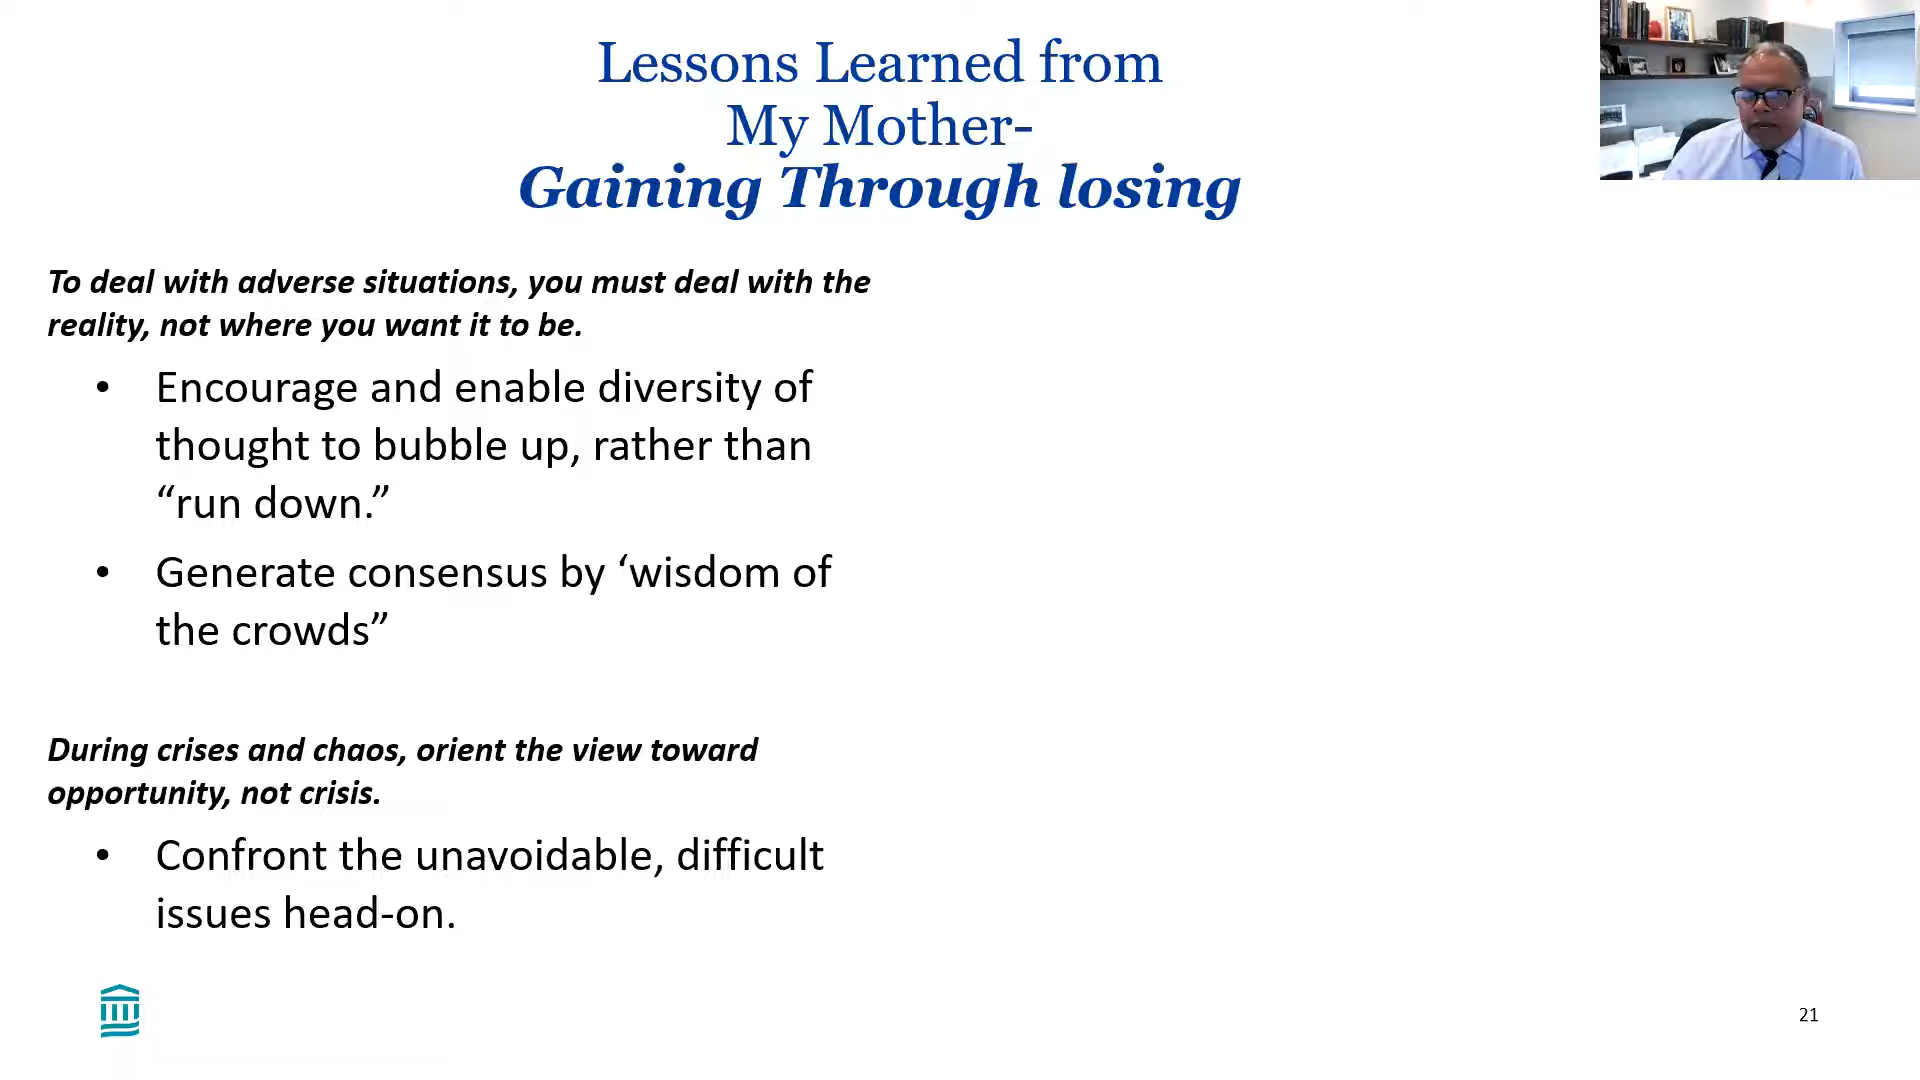 Lessons Learned from
My Mother-
Gaining Through losing
To deal with adverse situations, you must deal with the
reality, not where you want it to be.
• Encourage and enable diversity of
thought to bubble up, rather than
“run down.”
• Generate consensus by ‘wisdom of
the crowds”
During crises and chaos, orient the view toward
opportunity, not crisis.
• Confront the unavoidable, difficult
issues head-on.
21